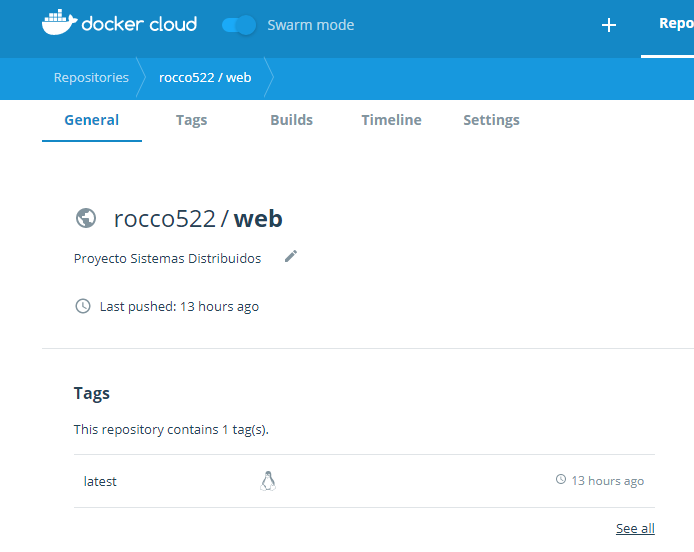 docker cloud Swarm mode + Repo
Repositories rocco522 / web
General Tags Builds Timeline Settings
rocco522 / web
Proyecto Sistemas Distribuidos
Last pushed: 13 hours ago
Tags
This repository contains 1 tag(s).
latest 13 hours ago
See all